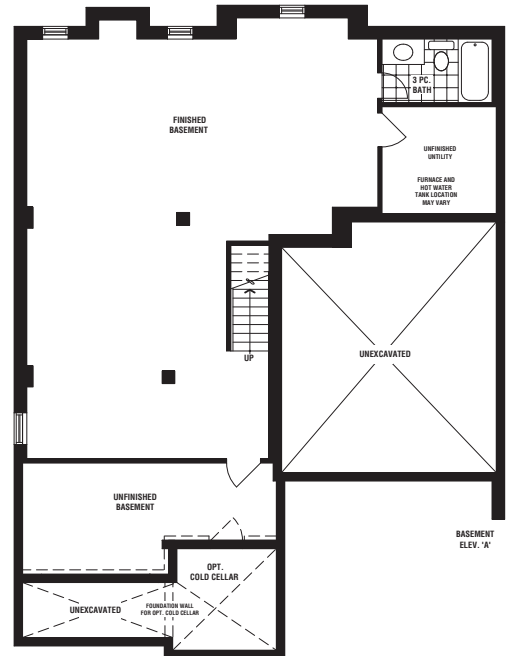 3 PC.
BATH
FINISHED
BASEMENT
UNFINISHED
UNTILITY
FURNACE AND
HOT WATER
TANK LOCATION
MAY VARY
UP
UNEXCAVATED
UNFINISHED
BASEMENT
BASEMENT
ELEV. 'A'
OPT.
COLD CELLAR
UNEXCAVATED
FOUNDATION WALL
FOR OPT. COLD CELLAR